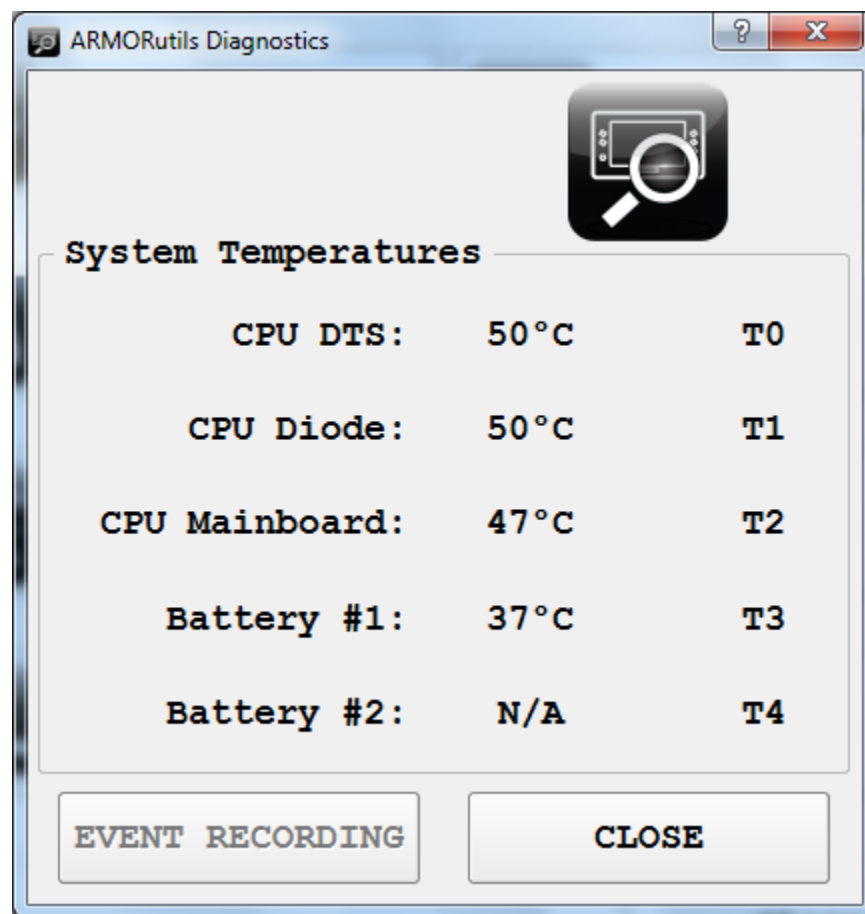 ARMORutils Diagnostics
System Temperatures
CPU DTS: 50°C T0
CPU Diode: 50°C T1
CPU Mainboard: 47°C T2
Battery #1: 37°C T3
Battery #2: N/A T4
EVENT RECORDING CLOSE